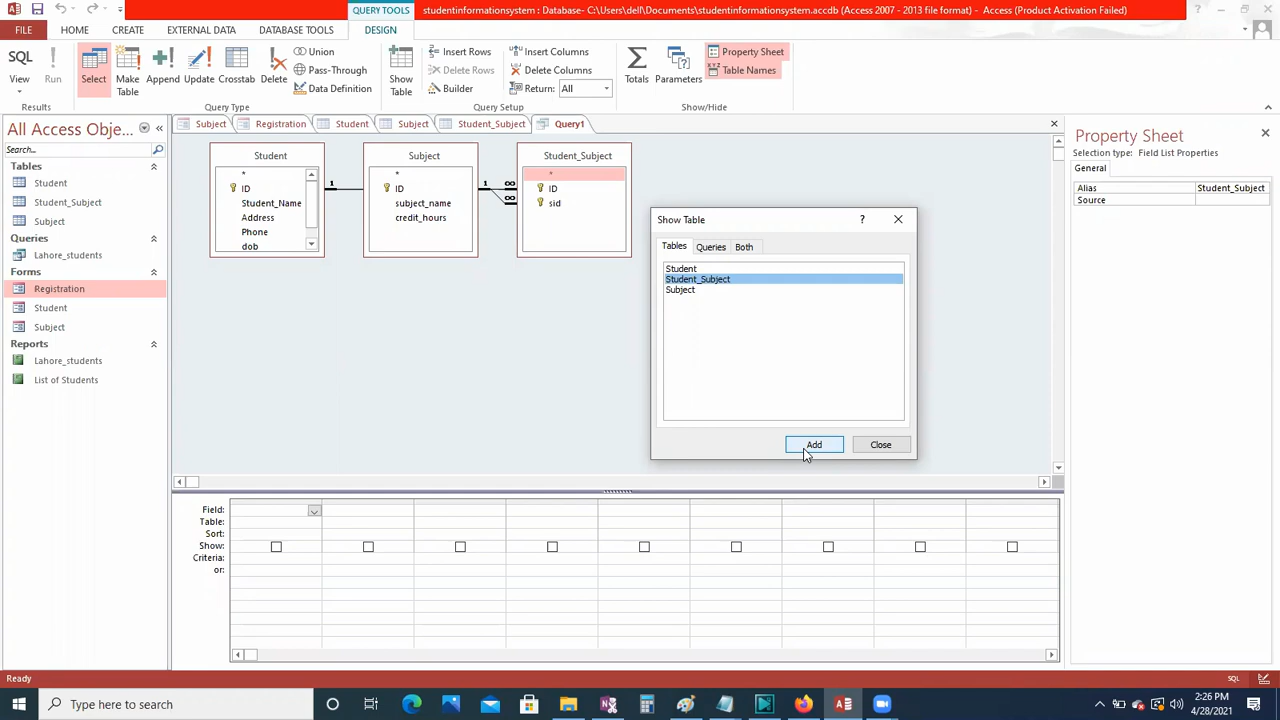 QUERY TOOLS
studentinformationsystem : Database- C:\Users\dell\Documents\studentinformationsystem.accdb (Access 2007 - 2013 file format) - Access (Product Activation Failed)
FILE HOME CREATE EXTERNAL DATA DATABASE TOOLS DESIGN
SQL
View
Run
Results
Select
Make Table
Append
Update
Crosstab
Delete
Union
Pass-Through
Data Definition
Query Type
Show Table
Insert Rows
Delete Rows
Builder
Insert Columns
Delete Columns
Return: All
Query Setup
Totals
Parameters
Property Sheet
Table Names
Show/Hide
All Access Obje...
Search...
Tables
Student
Student_Subject
Subject
Queries
Lahore_students
Forms
Registration
Student
Subject
Reports
Lahore_students
List of Students
Subject Registration Student Subject Student_Subject Query1
Student
*
ID
Student_Name
Address
Phone
dob
1
Subject
*
ID
subject_name
credit_hours
1
∞
∞
Student_Subject
*
ID
sid
Show Table
?
Tables Queries Both
Student
Student_Subject
Subject
Add Close
Field:
Table:
Sort:
Show:
Criteria:
or:
Property Sheet
Selection type: Field List Properties
General
Alias Student_Subject
Source
Ready
SQL
Type here to search
2:26 PM
4/28/2021